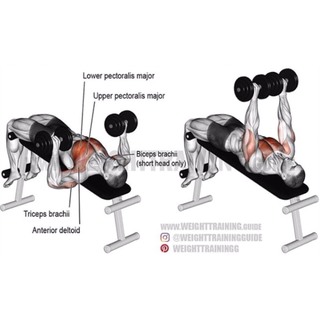 Lower pectoralis major
Upper pectoralis major
Biceps brachii
(short head only)
Triceps brachii
Anterior deltoid
WWW.WEIGHTTRAINING.GUIDE
@WEIGHTTRAININGGUIDE
WEIGHTTRAININGG